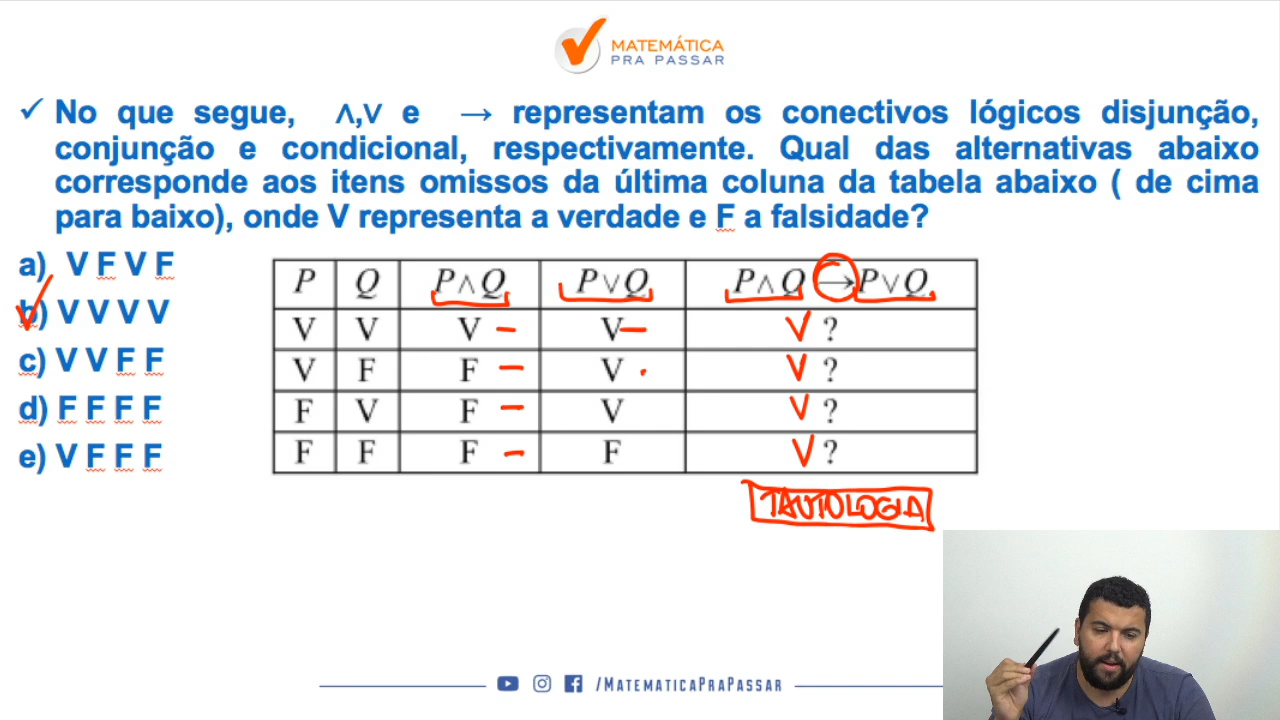 MATEMÁTICA
PRA PASSAR
✓ No que segue, ∧,∨ e → representam os conectivos lógicos disjunção,
conjunção e condicional, respectivamente. Qual das alternativas abaixo
corresponde aos itens omissos da última coluna da tabela abaixo ( de cima
para baixo), onde V representa a verdade e F a falsidade?
a) V F V F
b) V V V V
c) V V F F
d) F F F F
e) V F F F
P Q P∧Q P∨Q P∧Q → P∨Q
V V V – V – V ?
V F F – V . V ?
F V F – V V ?
F F F – F V ?
TAUTOLOGIA
/MATEMATICAPRAPASSAR